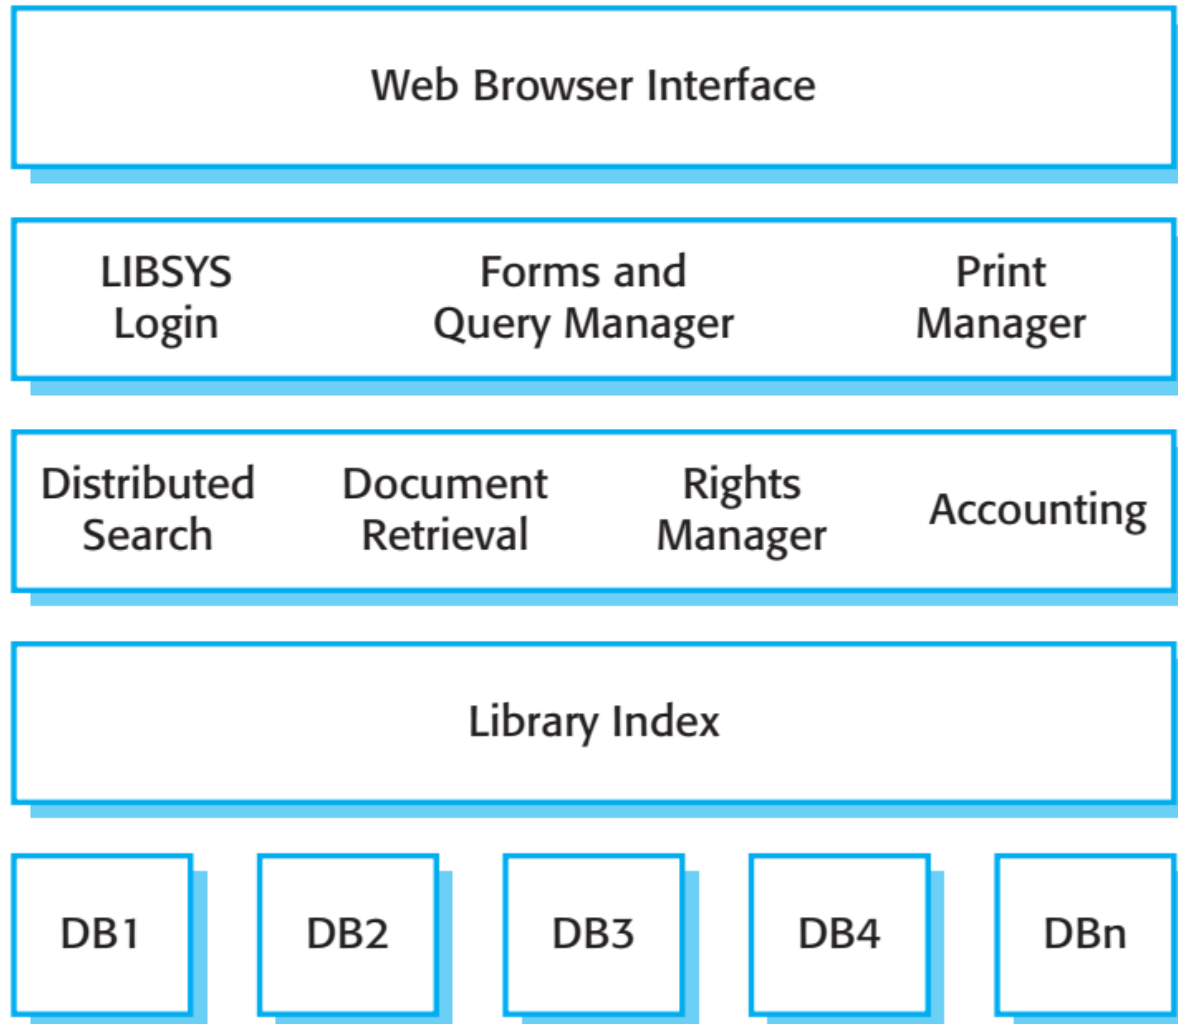 Web Browser Interface
LIBSYS
Login
Forms and
Query Manager
Print
Manager
Distributed
Search
Document
Retrieval
Rights
Manager
Accounting
Library Index
DB1
DB2
DB3
DB4
DBn